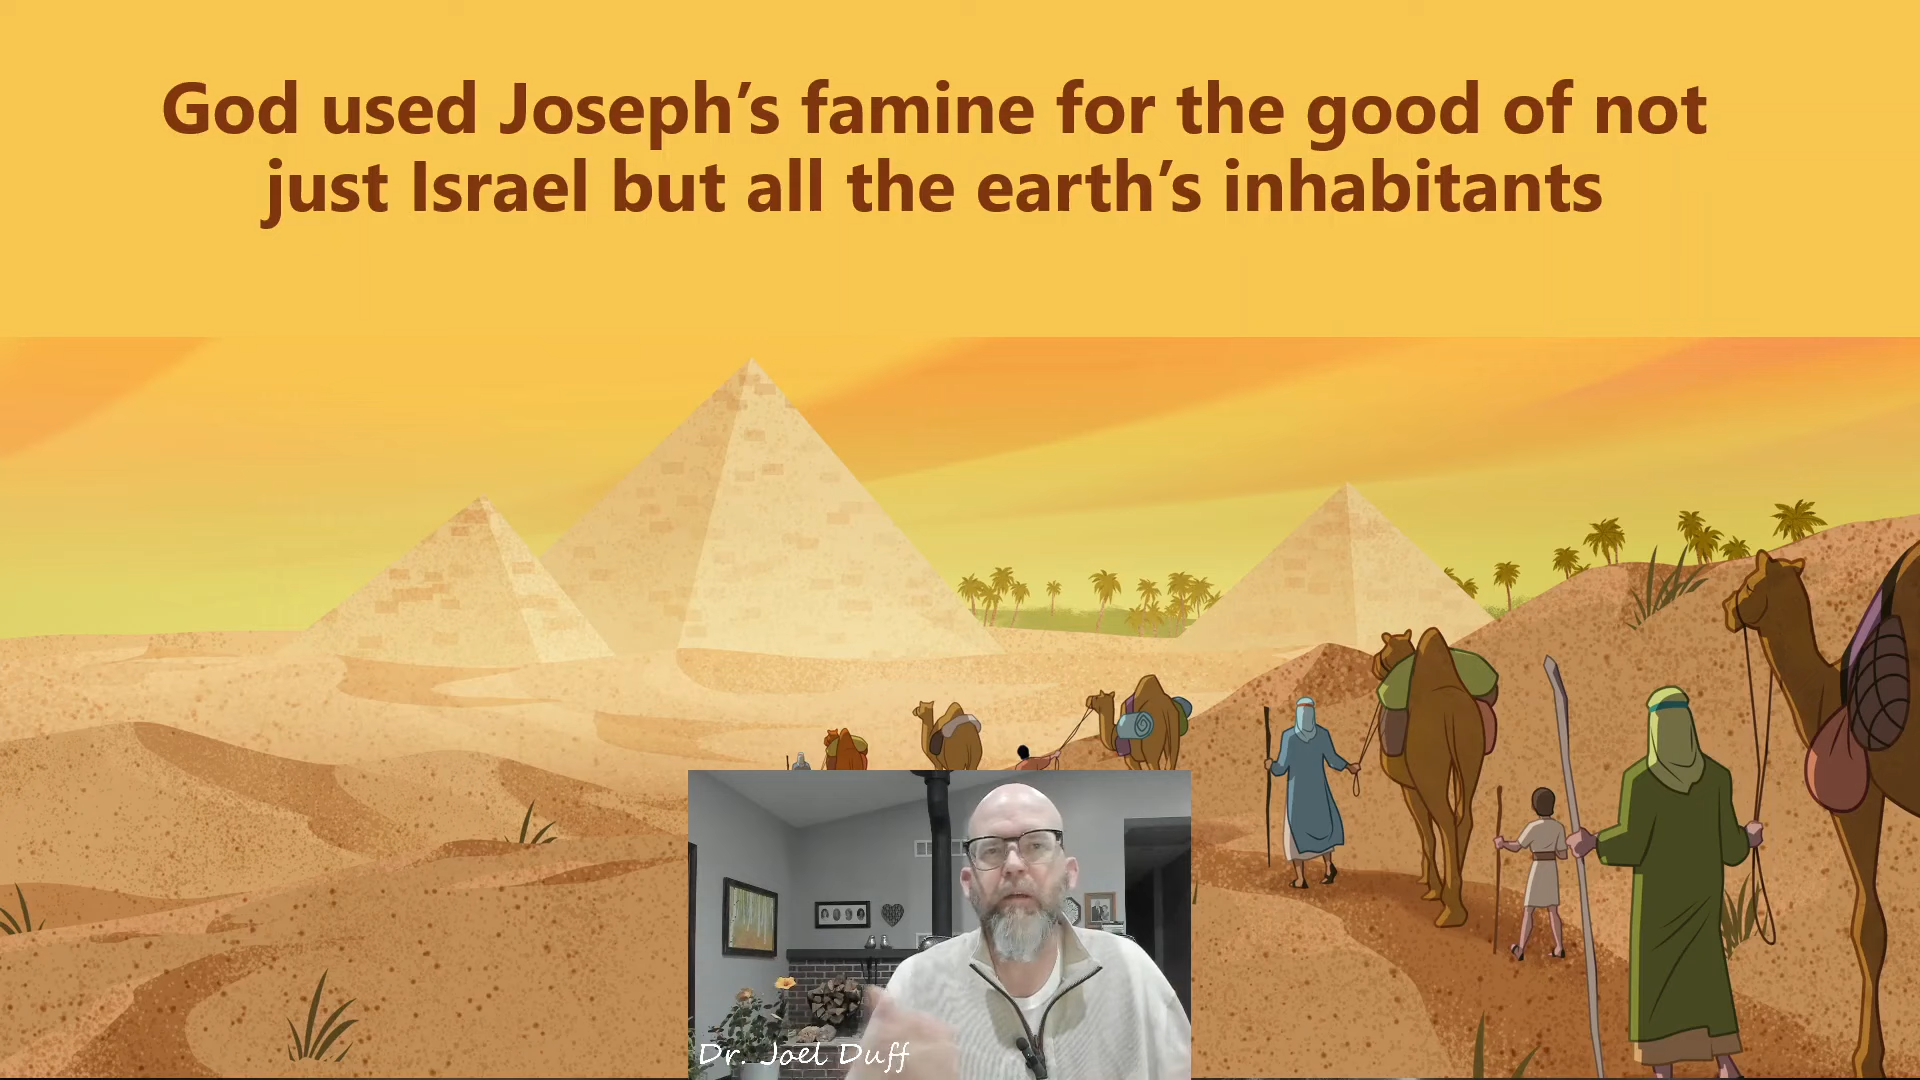 God used Joseph’s famine for the good of not
just Israel but all the earth’s inhabitants
Dr. Joel Duff